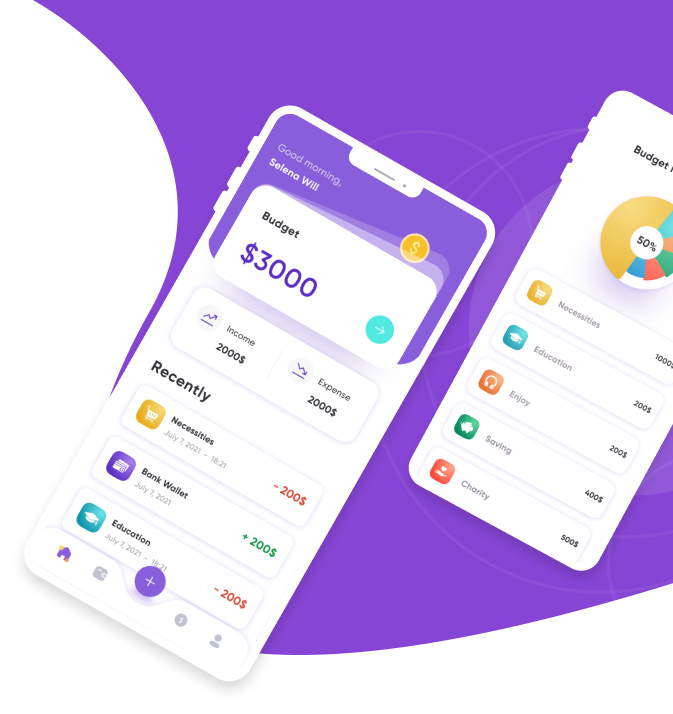 Good morning,
Selena Will
Budget
$3000
Income
2000$
Expense
2000$
Recently
Necessities
July 7, 2021 - 18:21
- 200$
Bank Wallet
July 7, 2021
+ 200$
Education
July 7, 2021 - 18:21
- 200$
Budget
50%
Necessities
1000$
Education
200$
Enjoy
200$
Saving
400$
Charity
500$